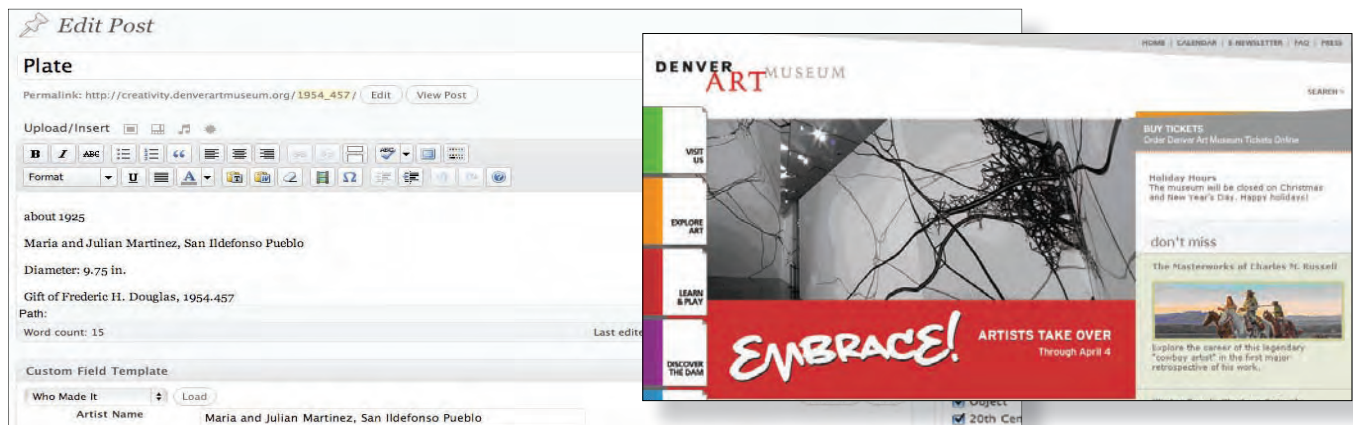 Edit Post
Plate
Permalink: http://creativity.denverartmuseum.org/1954_457/ Edit View Post
Upload/Insert
B I ABC ABC
Format U A Ω
about 1925
Maria and Julian Martinez, San Ildefonso Pueblo
Diameter: 9.75 in.
Gift of Frederic H. Douglas, 1954.457
Path:
Word count: 15 Last edite
Custom Field Template
Who Made It Load
Artist Name Maria and Julian Martinez, San Ildefonso Pueblo
Object
20th Cen
HOME | CALENDAR | E-NEWSLETTER | FAQ | PRESS
DENVER
ART MUSEUM
SEARCH
VISIT
US
EXPLORE
ART
LEARN
& PLAY
DISCOVER
THE DAM
EMBRACE!
ARTISTS TAKE OVER
Through April 4
BUY TICKETS
Order Denver Art Museum Tickets Online
Holiday Hours
The museum will be closed on Christmas
and New Year's Day. Happy holidays!
don't miss
The Masterworks of Charles M. Russell
Explore the career of this legendary
"cowboy artist" in the first major
retrospective of his work.